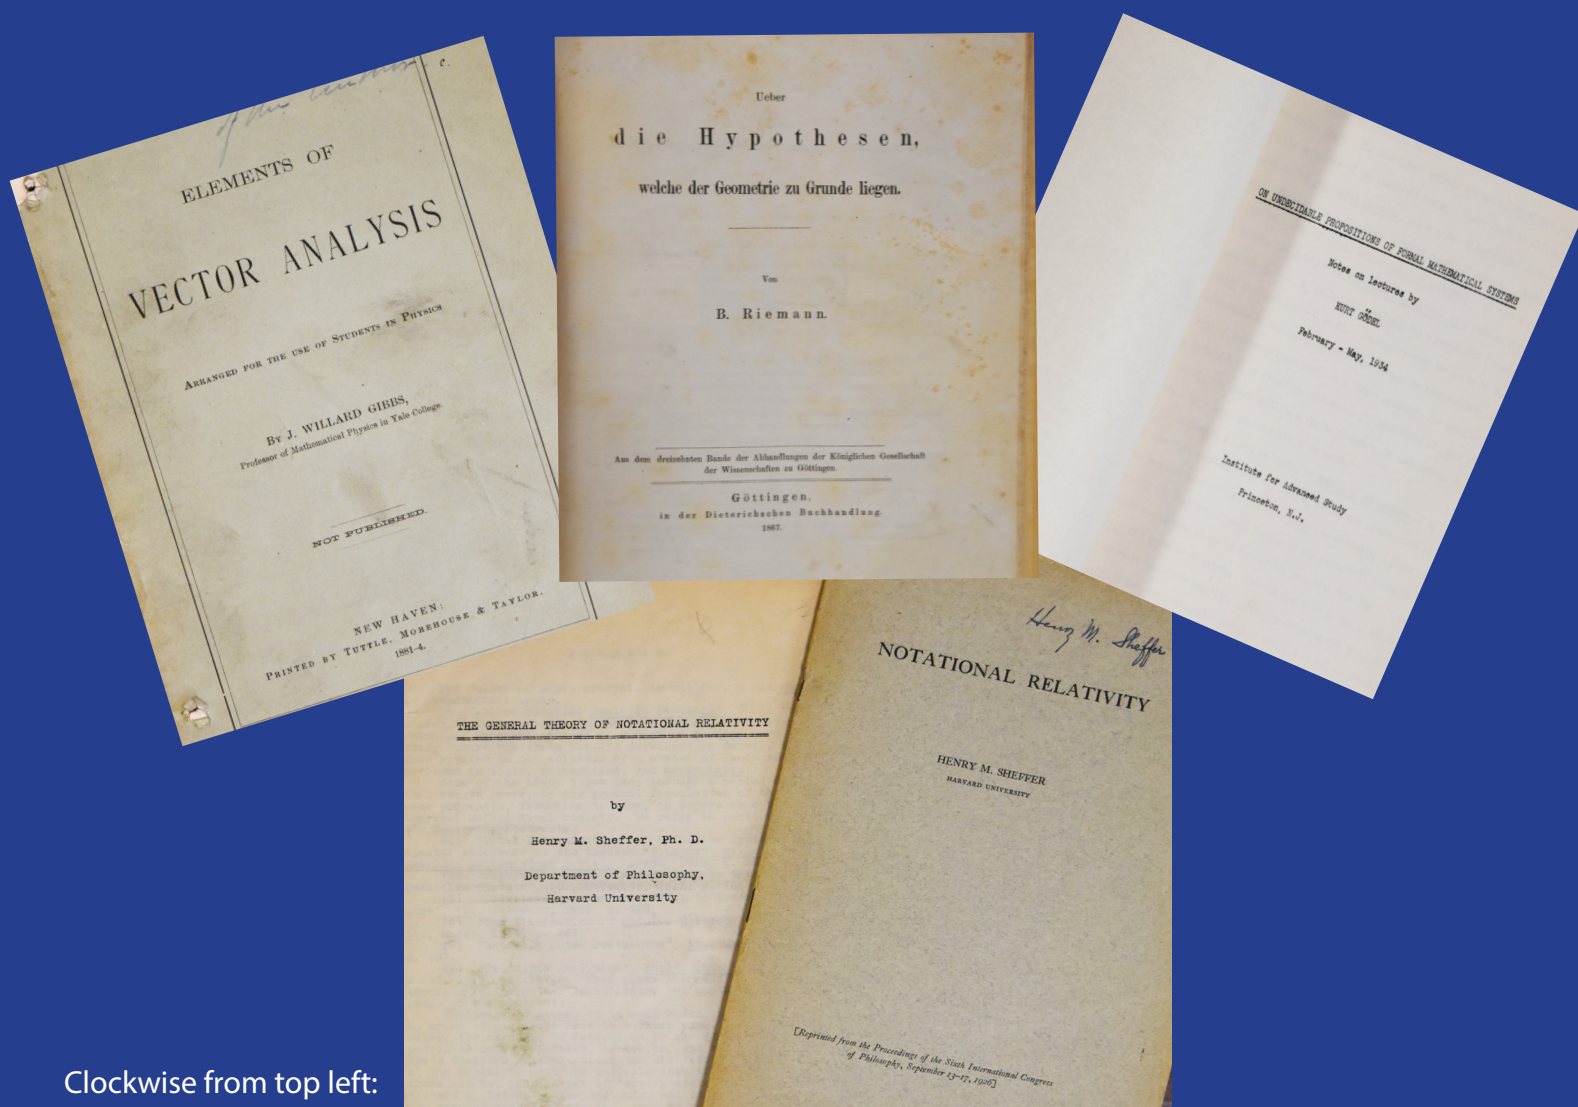 c.
ELEMENTS OF
VECTOR ANALYSIS
ARRANGED FOR THE USE OF STUDENTS IN PHYSICS
BY J. WILLARD GIBBS,
Professor of Mathematical Physics in Yale College.
NOT PUBLISHED.
NEW HAVEN:
PRINTED BY TUTTLE, MOREHOUSE & TAYLOR.
1881-4.
Ueber
die Hypothesen,
welche der Geometrie zu Grunde liegen.
Von
B. Riemann.
Aus dem dreizehnten Bande der Abhandlungen der Königlichen Gesellschaft
der Wissenschaften zu Göttingen.
Göttingen,
in der Dieterichschen Buchhandlung.
1867.
ON UNDECIDABLE PROPOSITIONS OF FORMAL MATHEMATICAL SYSTEMS
Notes on lectures by
KURT GÖDEL
February - May, 1934
Institute for Advanced Study
Princeton, N.J.
Henry M. Sheffer
NOTATIONAL RELATIVITY
HENRY M. SHEFFER
HARVARD UNIVERSITY
[Reprinted from the Proceedings of the Sixth International Congress
of Philosophy, September 13-17, 1926]
THE GENERAL THEORY OF NOTATIONAL RELATIVITY
by
Henry M. Sheffer, Ph. D.
Department of Philosophy,
Harvard University
Clockwise from top left: